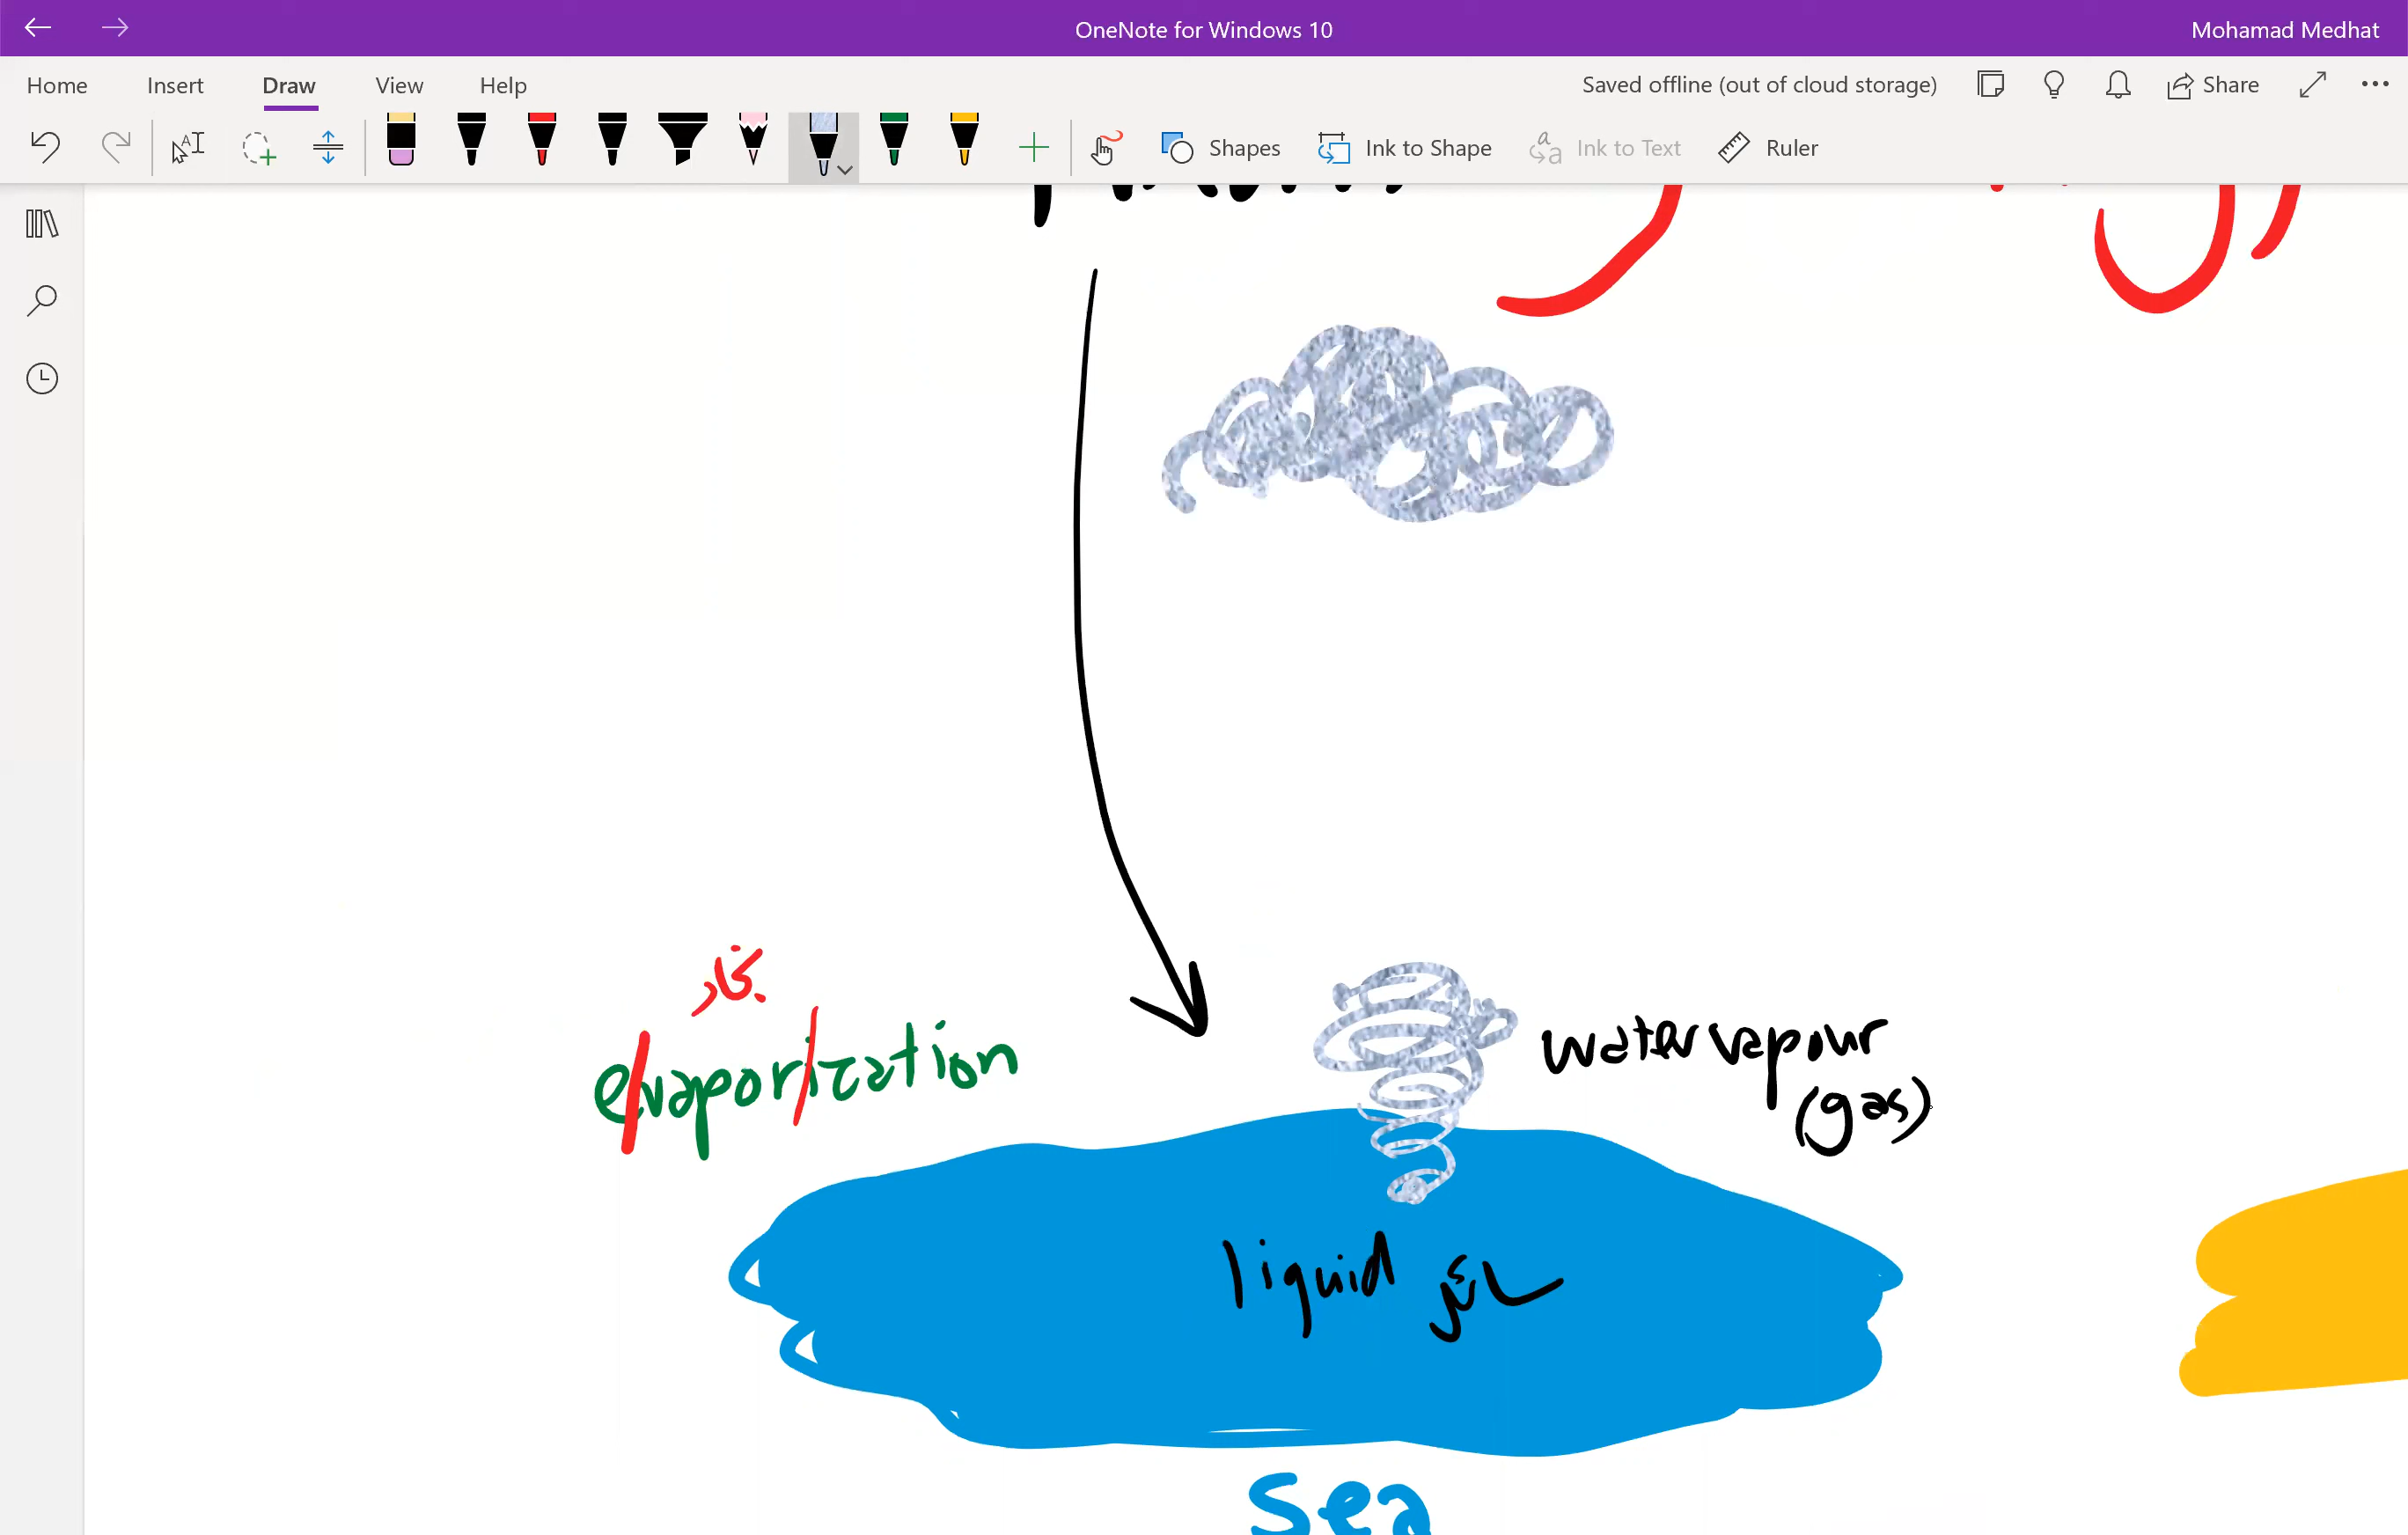 OneNote for Windows 10
Mohamad Medhat
Home Insert Draw View Help
Saved offline (out of cloud storage)
Share
Shapes
Ink to Shape
Ink to Text
Ruler
بخار
evaporization
water vapour
(gas)
liquid سائل
Sea